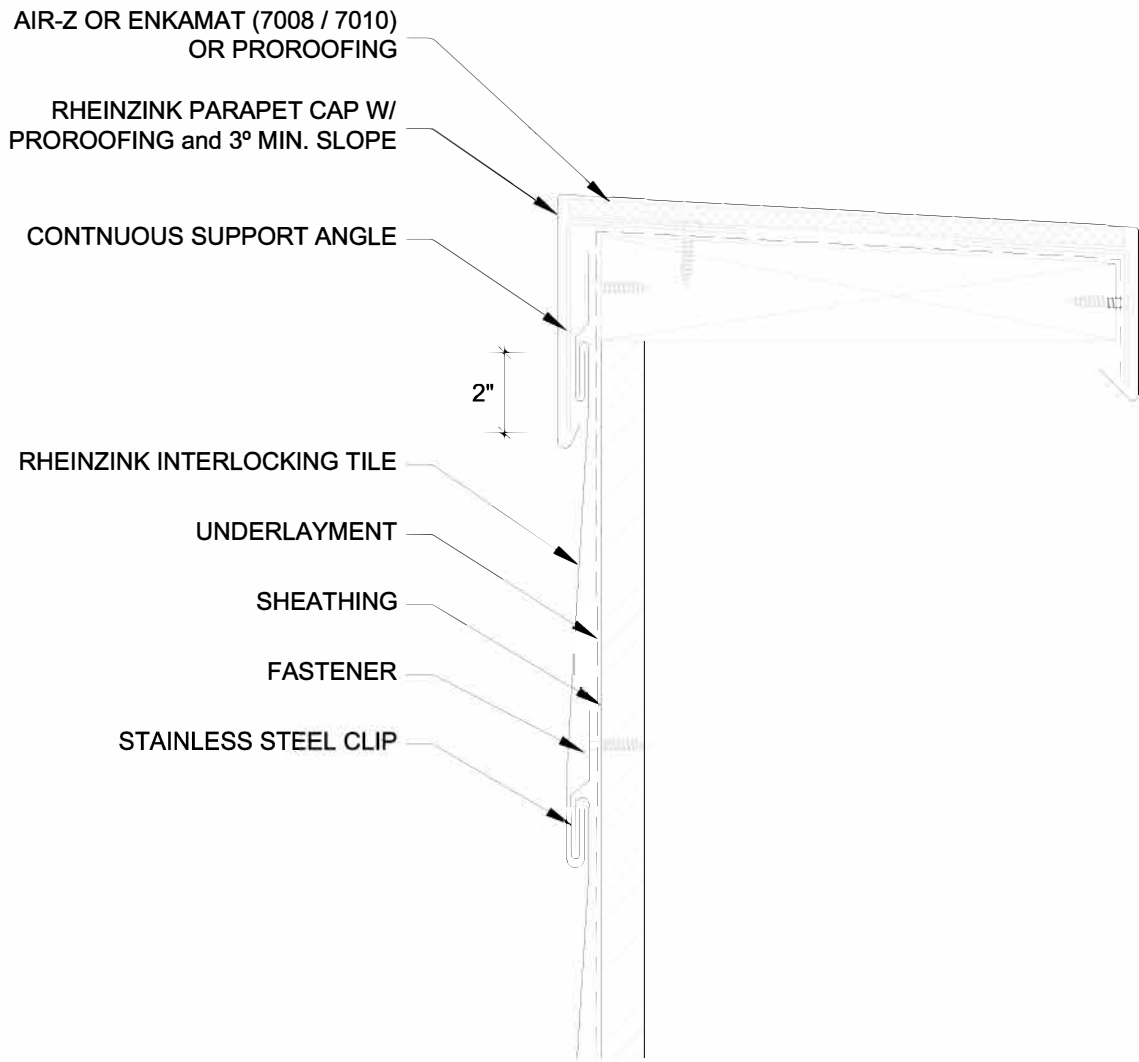 AIR-Z OR ENKAMAT (7008 / 7010)
OR PROROOFING
RHEINZINK PARAPET CAP W/
PROROOFING and 3º MIN. SLOPE
CONTNUOUS SUPPORT ANGLE
2"
RHEINZINK INTERLOCKING TILE
UNDERLAYMENT
SHEATHING
FASTENER
STAINLESS STEEL CLIP